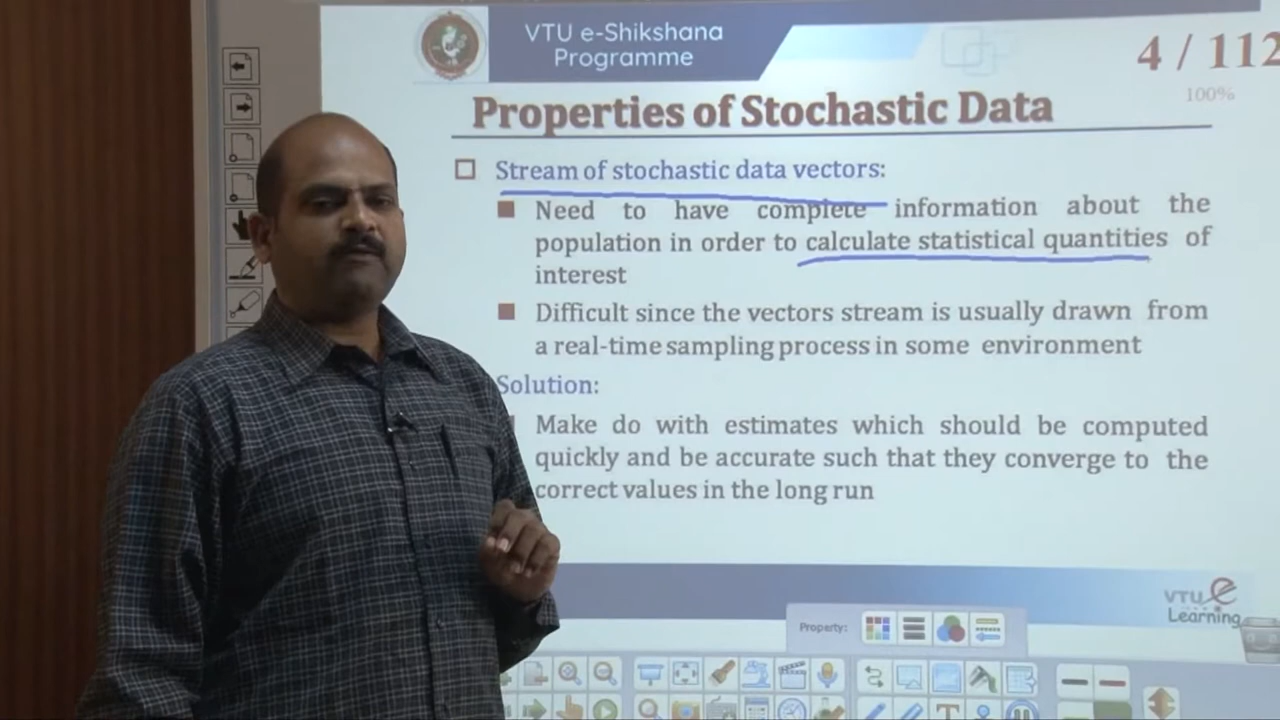 VTU e-Shikshana
Programme
4 / 112
100%
Properties of Stochastic Data
Stream of stochastic data vectors:
Need to have complete information about the
population in order to calculate statistical quantities of
interest
Difficult since the vectors stream is usually drawn from
a real-time sampling process in some environment
Solution:
Make do with estimates which should be computed
quickly and be accurate such that they converge to the
correct values in the long run
VTU e
Learning
Property: